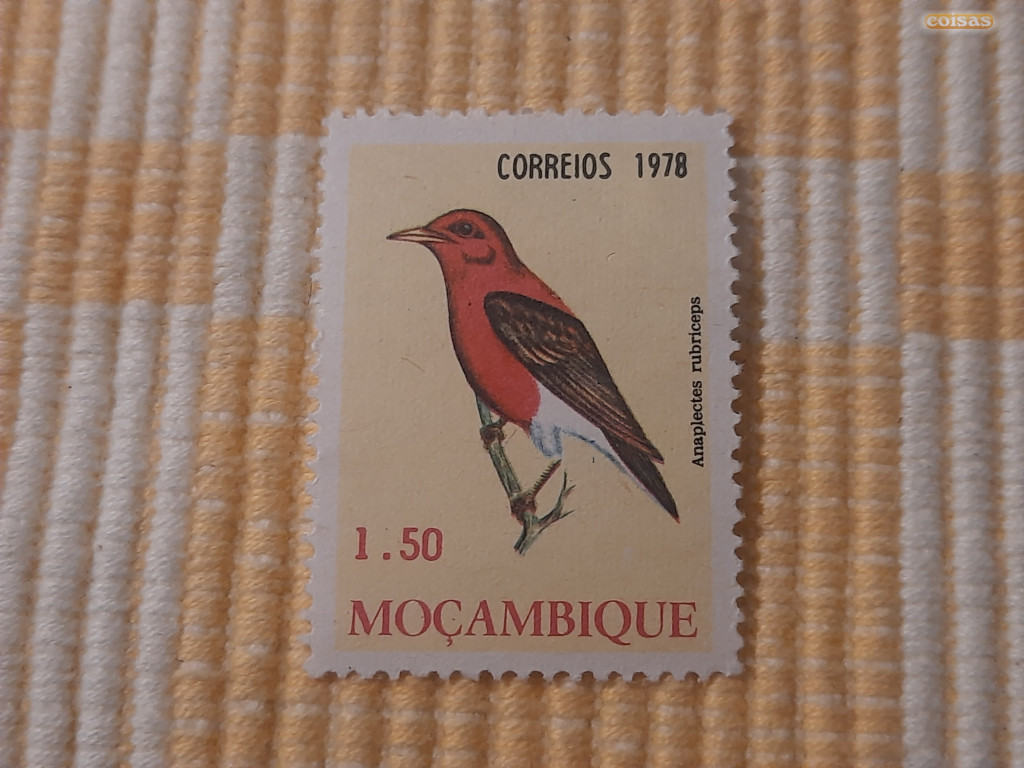 coisas
CORREIOS 1978
Anaplectes rubriceps
1.50
MOÇAMBIQUE